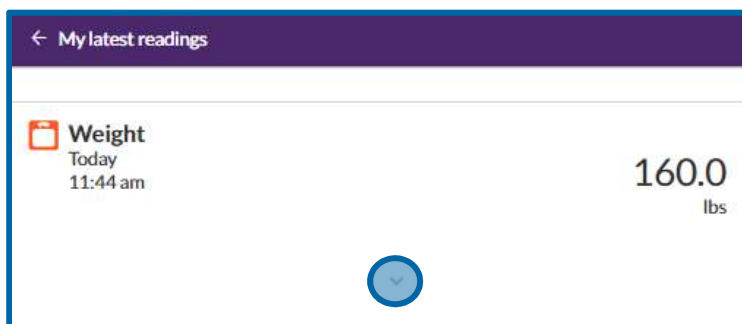 My latest readings
Weight
Today
11:44 am
160.0
lbs